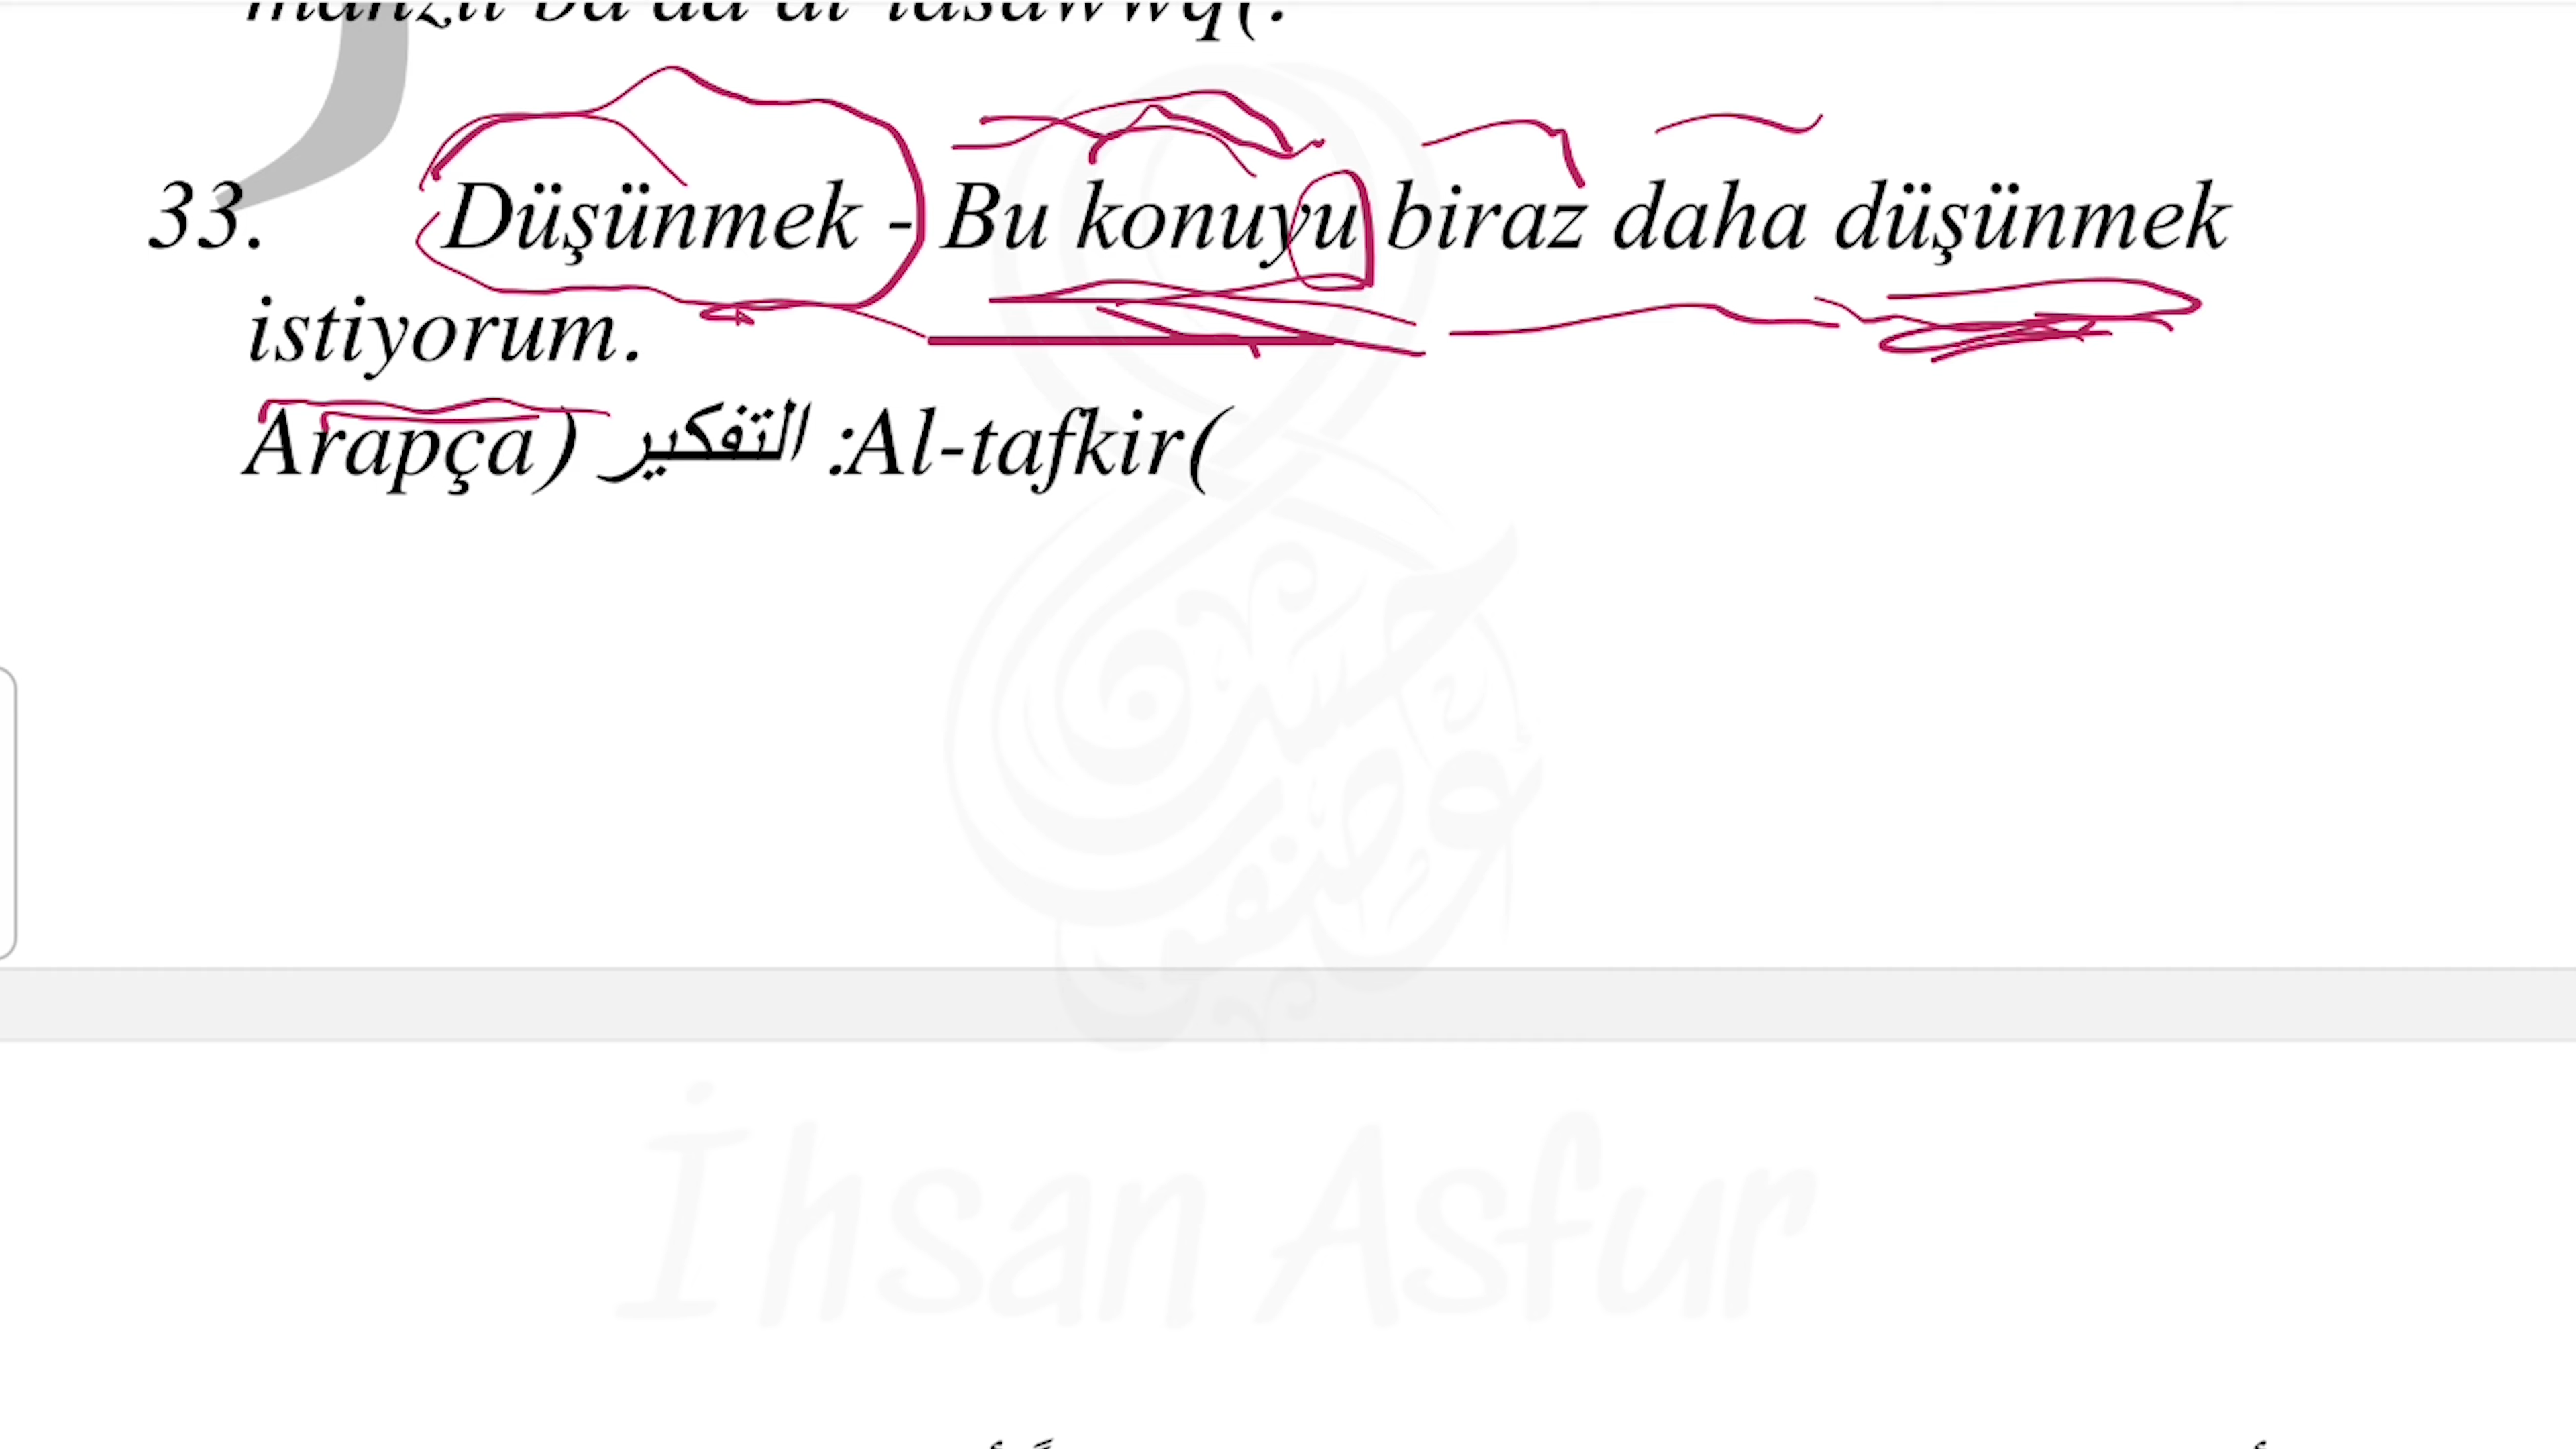 33. Düşünmek - Bu konuyu biraz daha düşünmek
istiyorum.
Arapça) التفكير :Al-tafkir(
İhsan Asfur